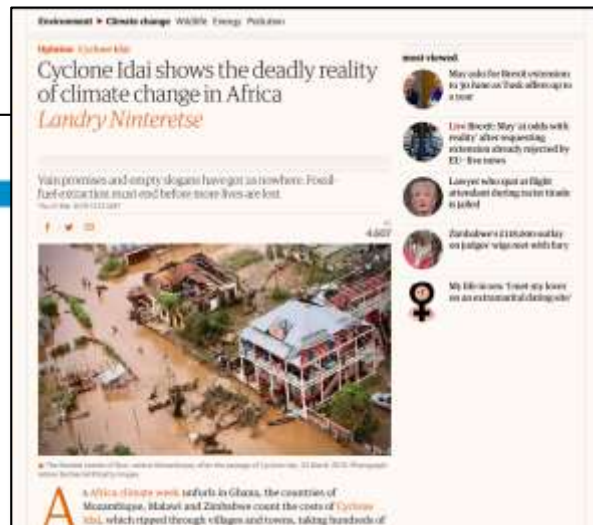 Environment ▸ Climate change Wildlife Energy Pollution
Opinion Cyclone Idai
Cyclone Idai shows the deadly reality
of climate change in Africa
Landry Ninteretse
Vain promises and empty slogans have got us nowhere. Fossil-
fuel extraction must end before more lives are lost
4,607
As Africa climate week unfurls in Ghana, the countries of
Mozambique, Malawi and Zimbabwe count the costs of Cyclone
Idai, which ripped through villages and towns, taking hundreds of
most viewed
May asks for Brexit extension
to 30 June as Tusk offers up to
a year
Live Brexit: May 'at odds with
reality' after requesting
extension already rejected by
EU - live news
Lawyer who spat at flight
attendant during racist tirade
is jailed
Zimbabwe's £118,000 outlay
on judges' wigs met with fury
My life in sex: 'I met my lover
on an extramarital dating site'